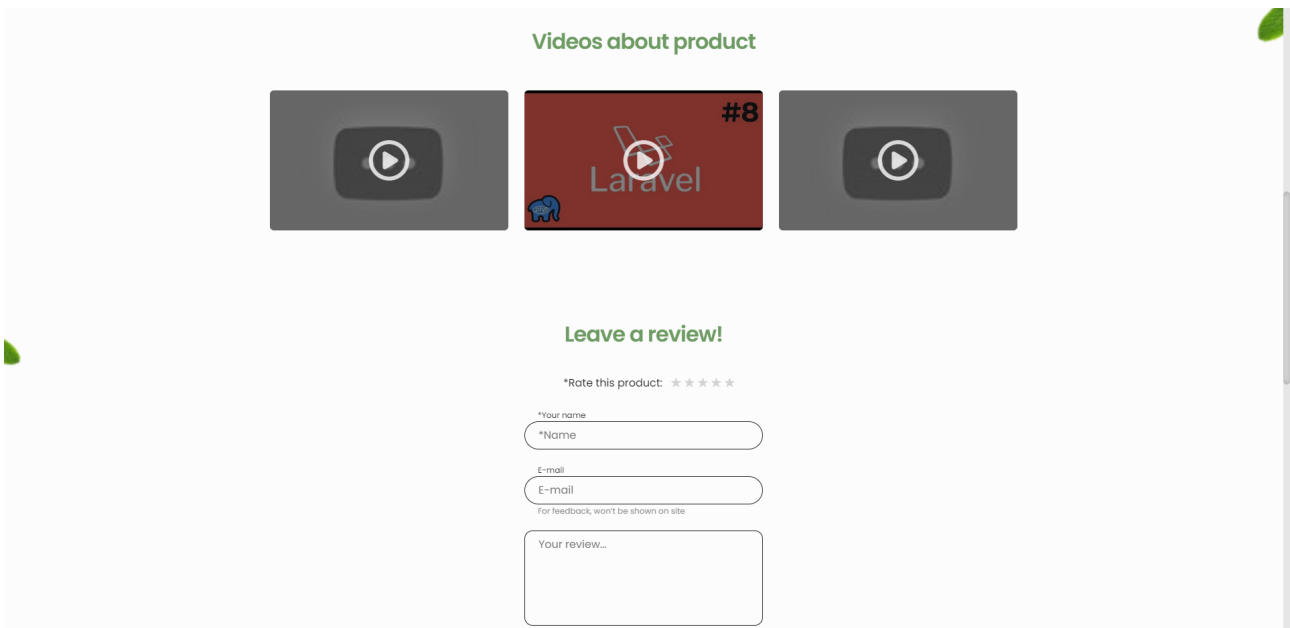 Videos about product
#8
Laravel
Leave a review!
*Rate this product: ★ ★ ★ ★ ★
*Your name
*Name
E-mail
E-mail
For feedback, won't be shown on site
Your review...